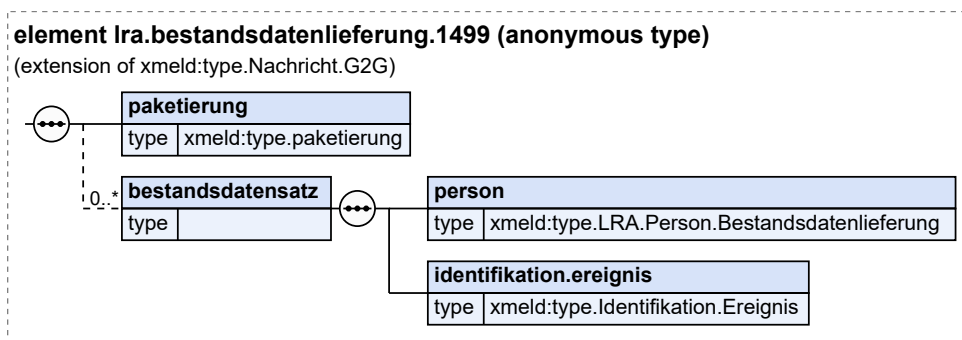 element lra.bestandsdatenlieferung.1499 (anonymous type)
(extension of xmeld:type.Nachricht.G2G)
paketierung
type xmeld:type.paketierung
0..*
bestandsdatensatz
type
person
type xmeld:type.LRA.Person.Bestandsdatenlieferung
identifikation.ereignis
type xmeld:type.Identifikation.Ereignis